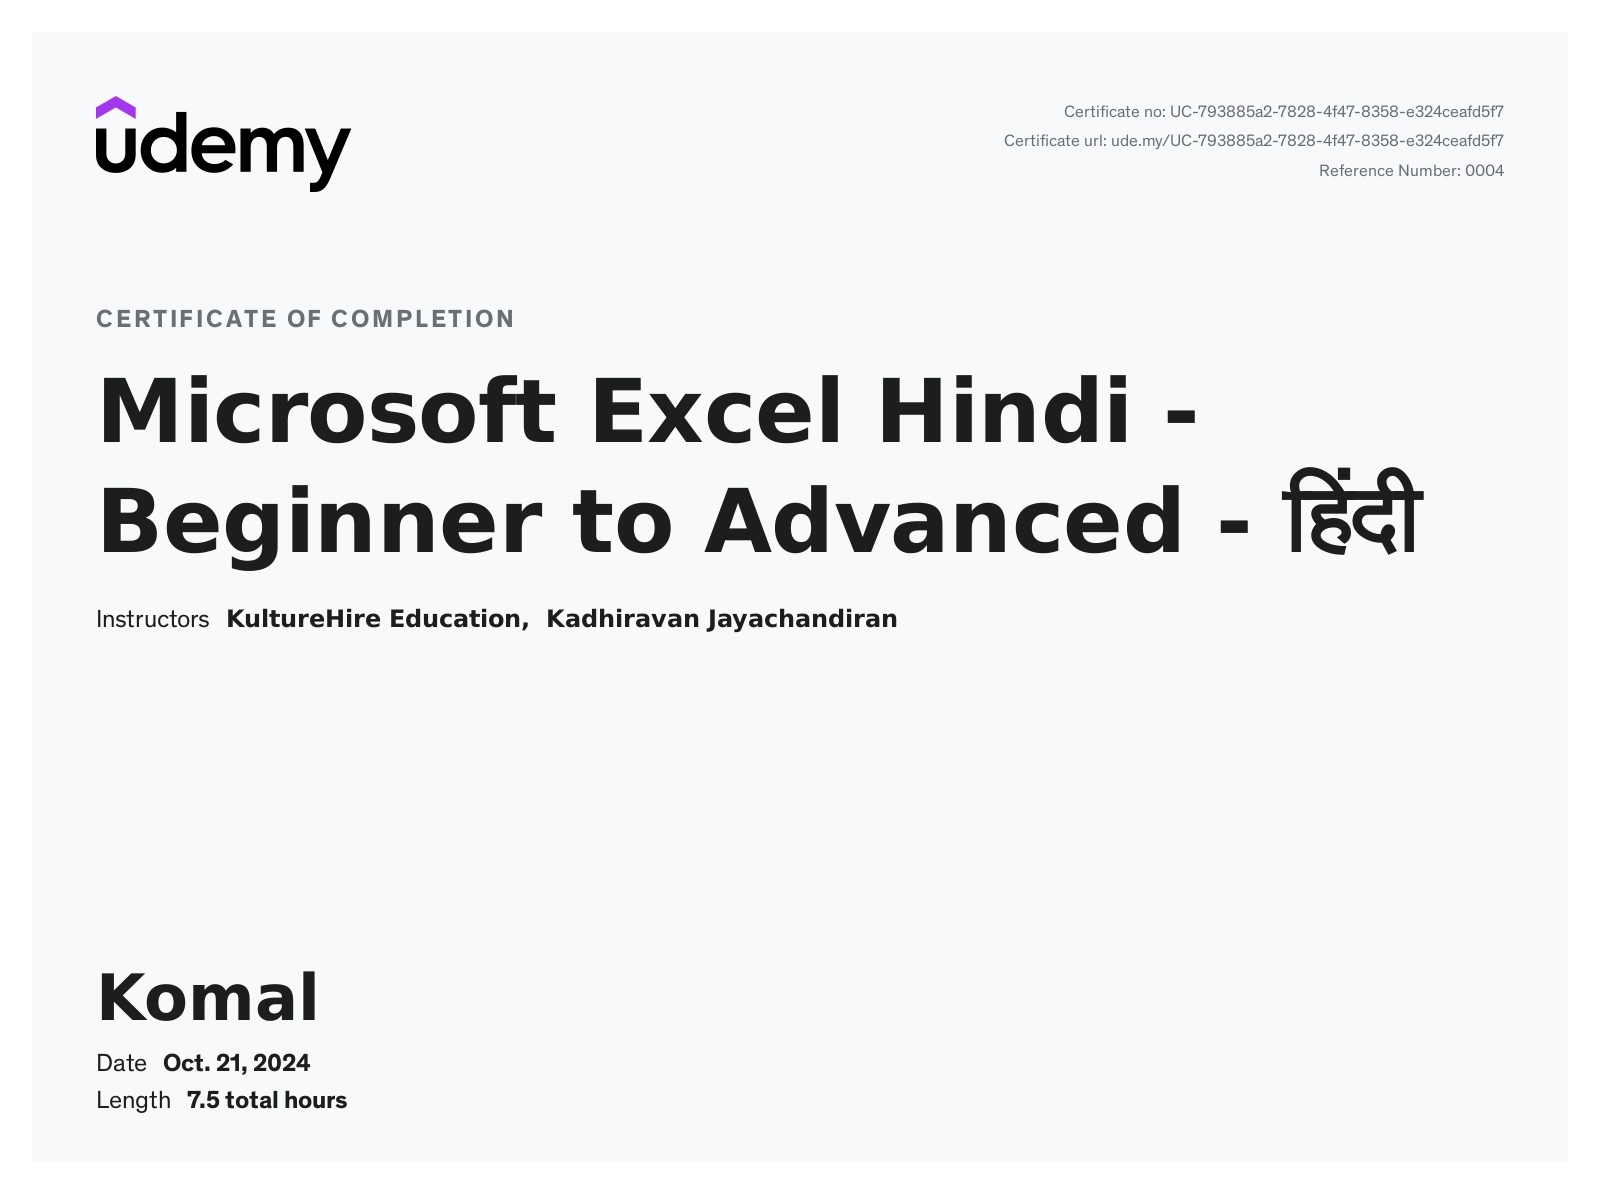 udemy
Certificate no: UC-793885a2-7828-4f47-8358-e324ceafd5f7
Certificate url: ude.my/UC-793885a2-7828-4f47-8358-e324ceafd5f7
Reference Number: 0004
CERTIFICATE OF COMPLETION
Microsoft Excel Hindi -
Beginner to Advanced - हिंदी
Instructors KultureHire Education, Kadhiravan Jayachandiran
Komal
Date Oct. 21, 2024
Length 7.5 total hours